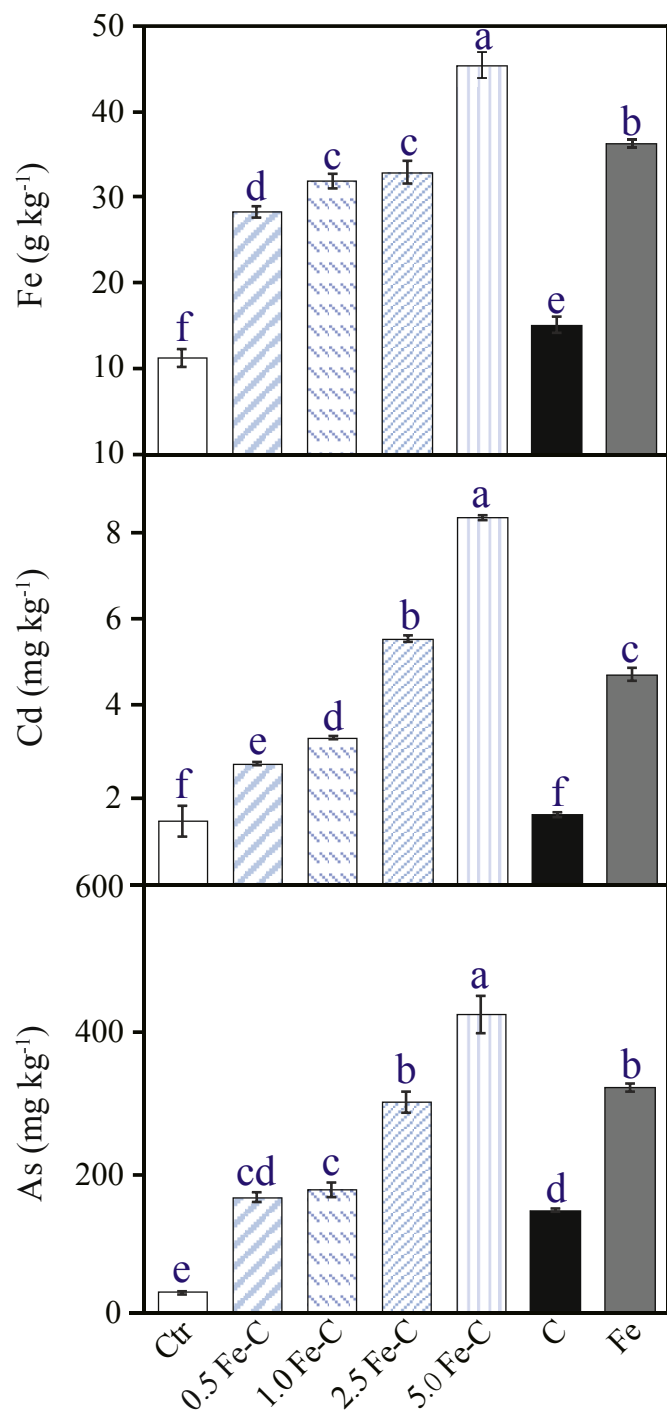 50
a
40
b
c
c
d
30
20
e
f
10
10
Fe (g kg⁻¹)
a
8
b
6
c
4
d
e
2
f
f
600
Cd (mg kg⁻¹)
a
400
b
b
200
cd
c
d
e
0
As (mg kg⁻¹)
Ctr
0.5 Fe-C
1.0 Fe-C
2.5 Fe-C
5.0 Fe-C
C
Fe